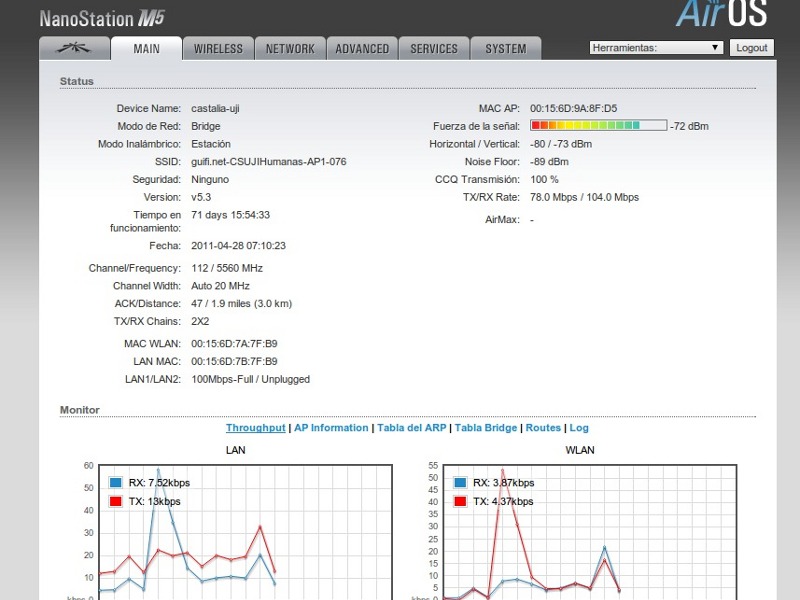 NanoStation M5
AirOS
MAIN WIRELESS NETWORK ADVANCED SERVICES SYSTEM Herramientas: Logout
Status
Device Name: castalia-uji
Modo de Red: Bridge
Modo Inalámbrico: Estación
SSID: guifi.net-CSUJIHumanas-AP1-076
Seguridad: Ninguno
Version: v5.3
Tiempo en funcionamiento: 71 days 15:54:33
Fecha: 2011-04-28 07:10:23
Channel/Frequency: 112 / 5560 MHz
Channel Width: Auto 20 MHz
ACK/Distance: 47 / 1.9 miles (3.0 km)
TX/RX Chains: 2X2
MAC WLAN: 00:15:6D:7A:7F:B9
LAN MAC: 00:15:6D:7B:7F:B9
LAN1/LAN2: 100Mbps-Full / Unplugged
MAC AP: 00:15:6D:9A:8F:D5
Fuerza de la señal: -72 dBm
Horizontal / Vertical: -80 / -73 dBm
Noise Floor: -89 dBm
CCQ Transmisión: 100 %
TX/RX Rate: 78.0 Mbps / 104.0 Mbps
AirMax: -
Monitor
Throughput | AP Information | Tabla del ARP | Tabla Bridge | Routes | Log
LAN
RX: 7.52kbps
TX: 13kbps
60
50
40
30
20
10
kbps 0
WLAN
RX: 3.87kbps
TX: 4.37kbps
55
50
45
40
35
30
25
20
15
10
5
kbps 0